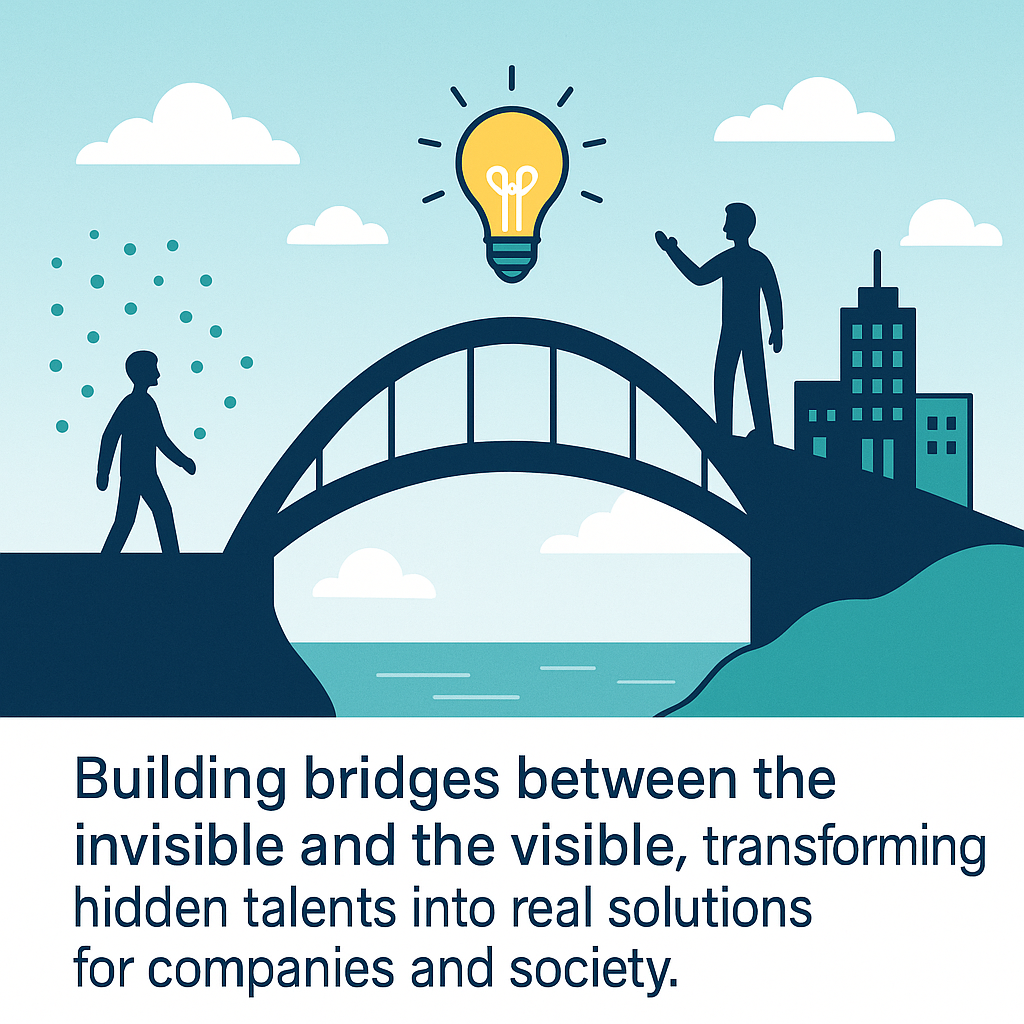 Building bridges between the
invisible and the visible, transforming
hidden talents into real solutions
for companies and society.